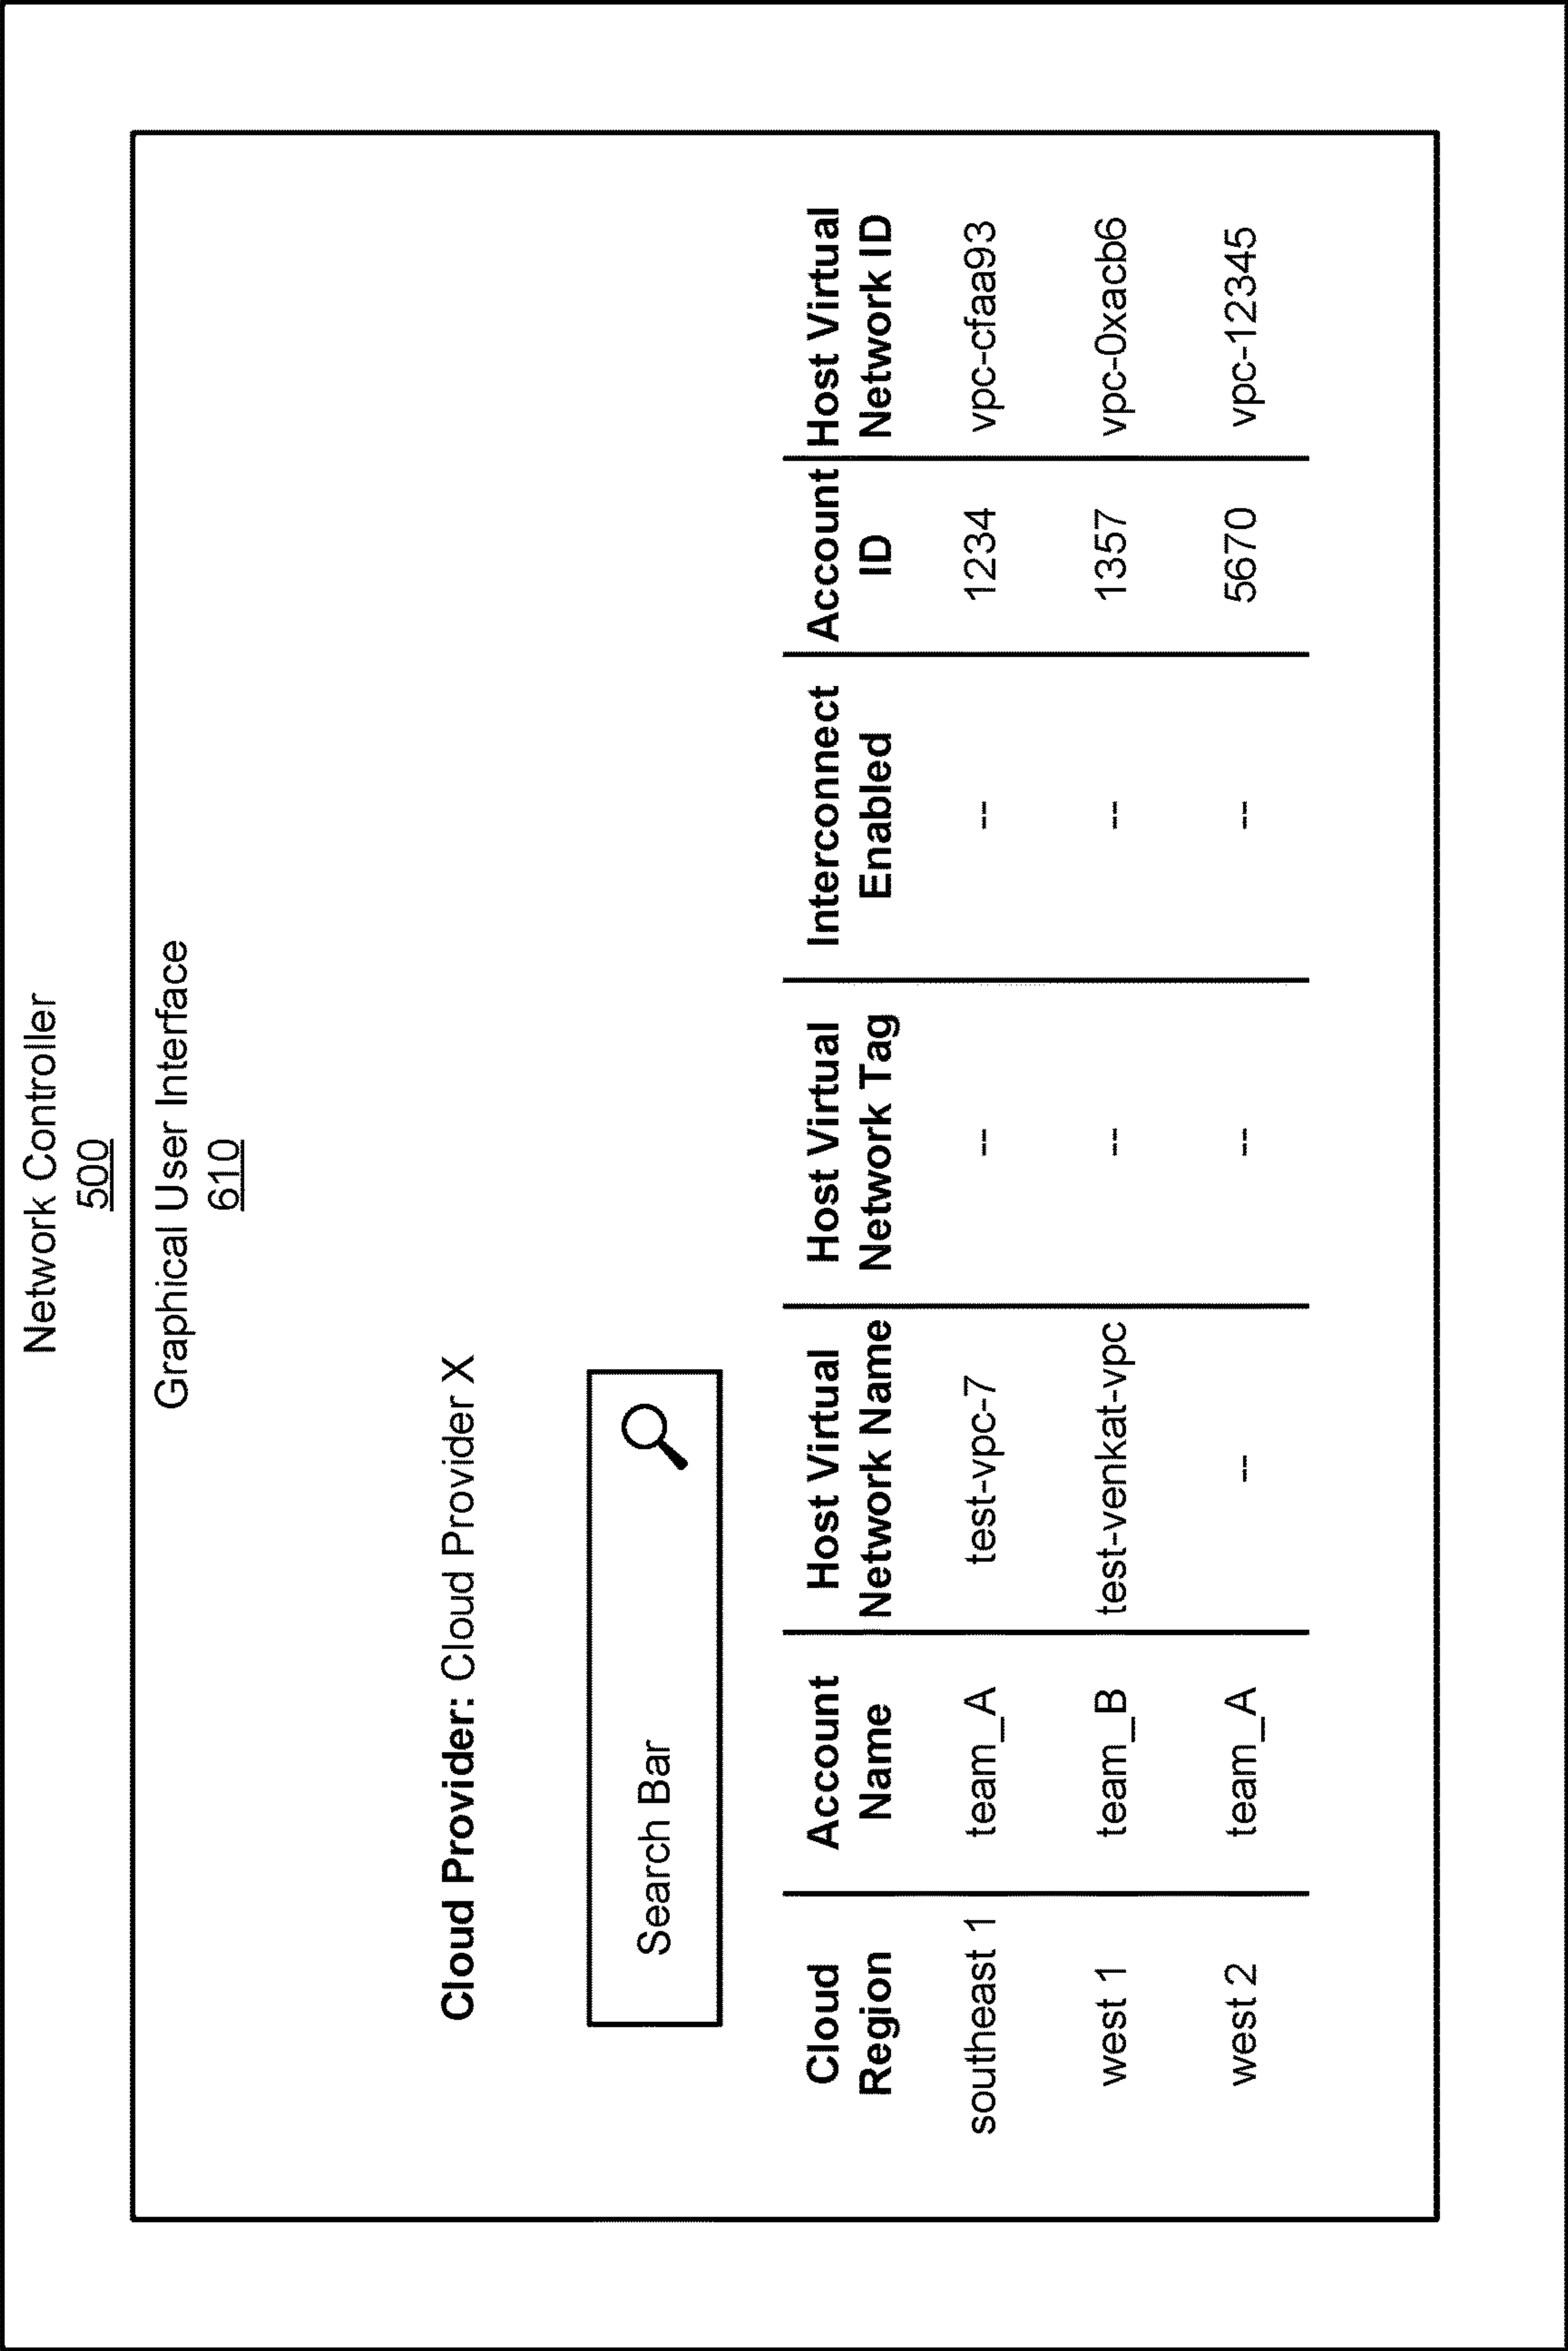 Network Controller
500
Graphical User Interface
610
Cloud Provider: Cloud Provider X
Search Bar
Cloud Region Account Name Host Virtual Network Name Host Virtual Network Tag Interconnect Enabled Account ID Host Virtual Network ID
southeast 1 team_A test-vpc-7 -- -- 1234 vpc-cfaa93
west 1 team_B test-venkat-vpc -- -- 1357 vpc-0xacb6
west 2 team_A -- -- -- 5670 vpc-12345